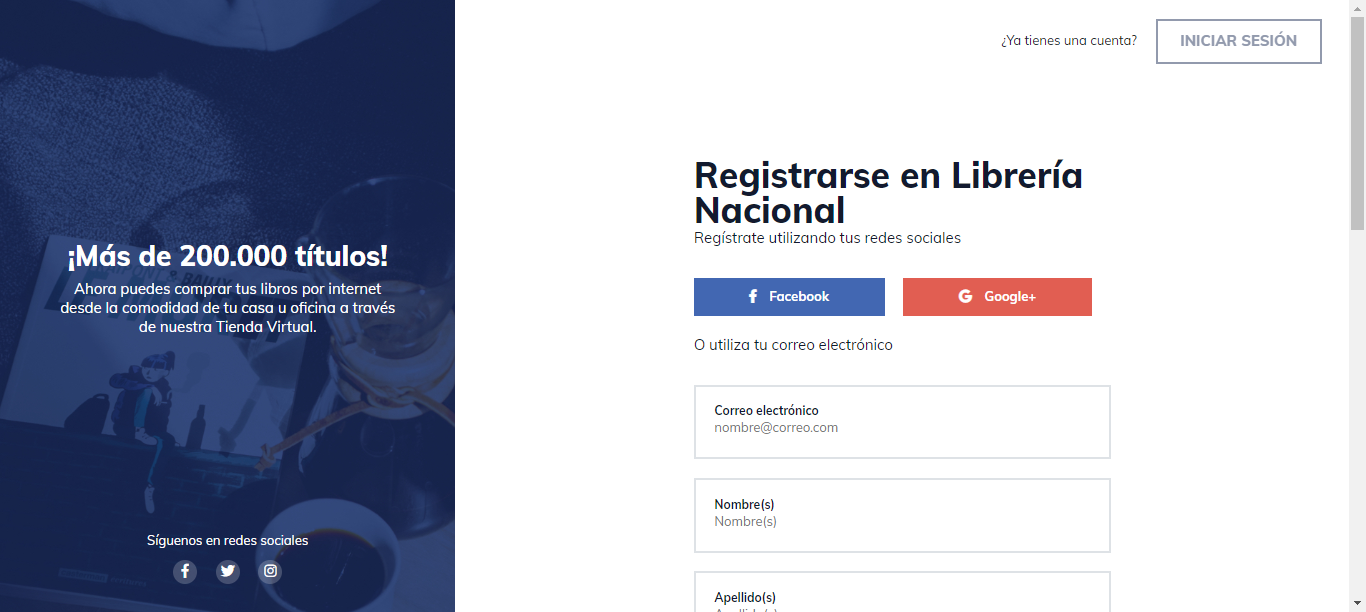 ¿Ya tienes una cuenta?
INICIAR SESIÓN
¡Más de 200.000 títulos!
Ahora puedes comprar tus libros por internet
desde la comodidad de tu casa u oficina a través
de nuestra Tienda Virtual.
Síguenos en redes sociales
Registrarse en Librería
Nacional
Regístrate utilizando tus redes sociales
Facebook
Google+
O utiliza tu correo electrónico
Correo electrónico
nombre@correo.com
Nombre(s)
Nombre(s)
Apellido(s)
Apellido(s)